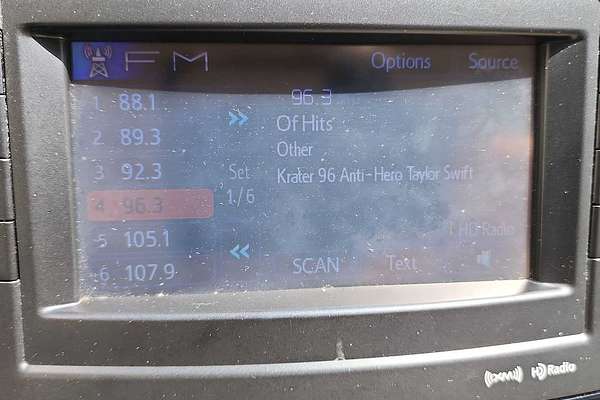 FM Options Source
1 88.1
2 89.3
3 92.3
4 96.3
5 105.1
6 107.9
Set
1/6
96.3
Of Hits
Other
Krater 96 Anti-Hero Taylor Swift
HD Radio
SCAN Text
((XM)) HD Radio